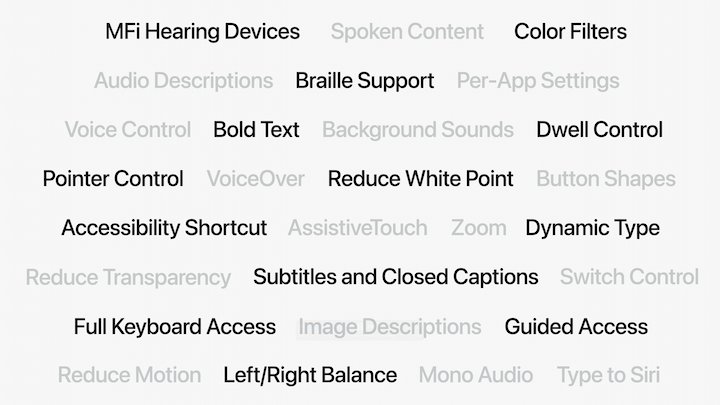 MFi Hearing Devices Spoken Content Color Filters
Audio Descriptions Braille Support Per-App Settings
Voice Control Bold Text Background Sounds Dwell Control
Pointer Control VoiceOver Reduce White Point Button Shapes
Accessibility Shortcut AssistiveTouch Zoom Dynamic Type
Reduce Transparency Subtitles and Closed Captions Switch Control
Full Keyboard Access Image Descriptions Guided Access
Reduce Motion Left/Right Balance Mono Audio Type to Siri